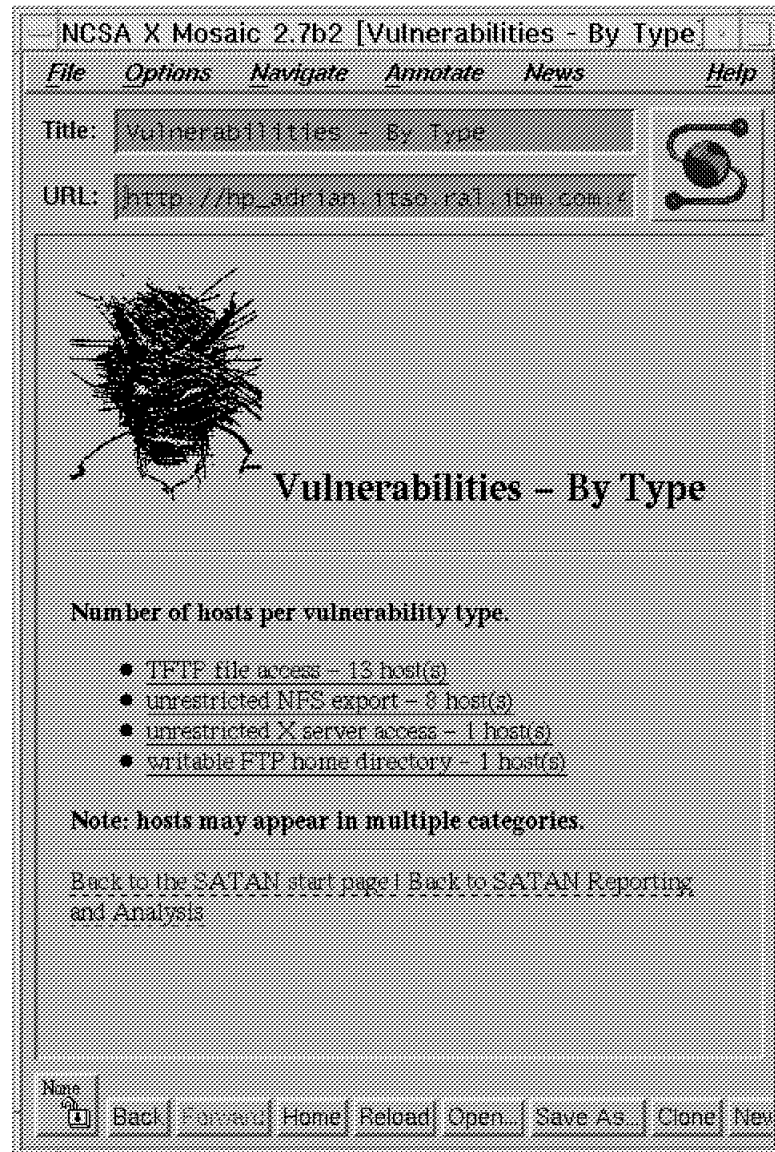 NCSA X Mosaic 2.7b2 [Vulnerabilities - By Type]
File Options Navigate Annotate News Help
Title: Vulnerabilities - By Type
URL: http://hp_adrian.itso.ral.ibm.com:4
Vulnerabilities – By Type
Number of hosts per vulnerability type.
TFTP file access – 13 host(s)
unrestricted NFS export – 8 host(s)
unrestricted X server access – 1 host(s)
writable FTP home directory – 1 host(s)
Note: hosts may appear in multiple categories.
Back to the SATAN start page | Back to SATAN Reporting
and Analysis
None
Back Forward Home Reload Open... Save As... Clone New